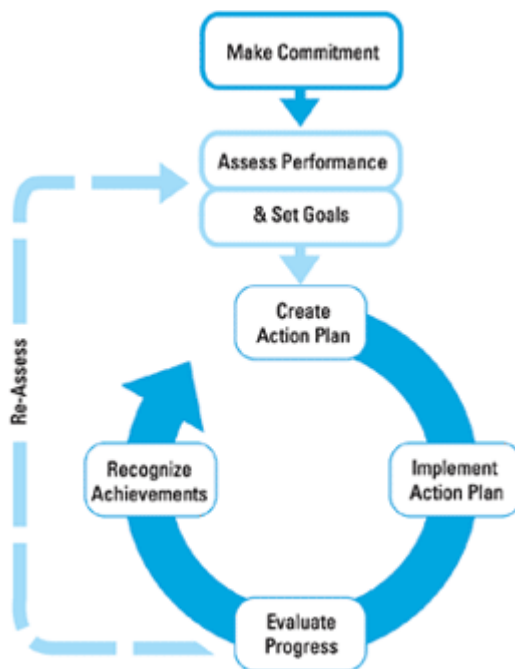 Make Commitment
Assess Performance
& Set Goals
Create
Action Plan
Re-Assess
Recognize
Achievements
Implement
Action Plan
Evaluate
Progress